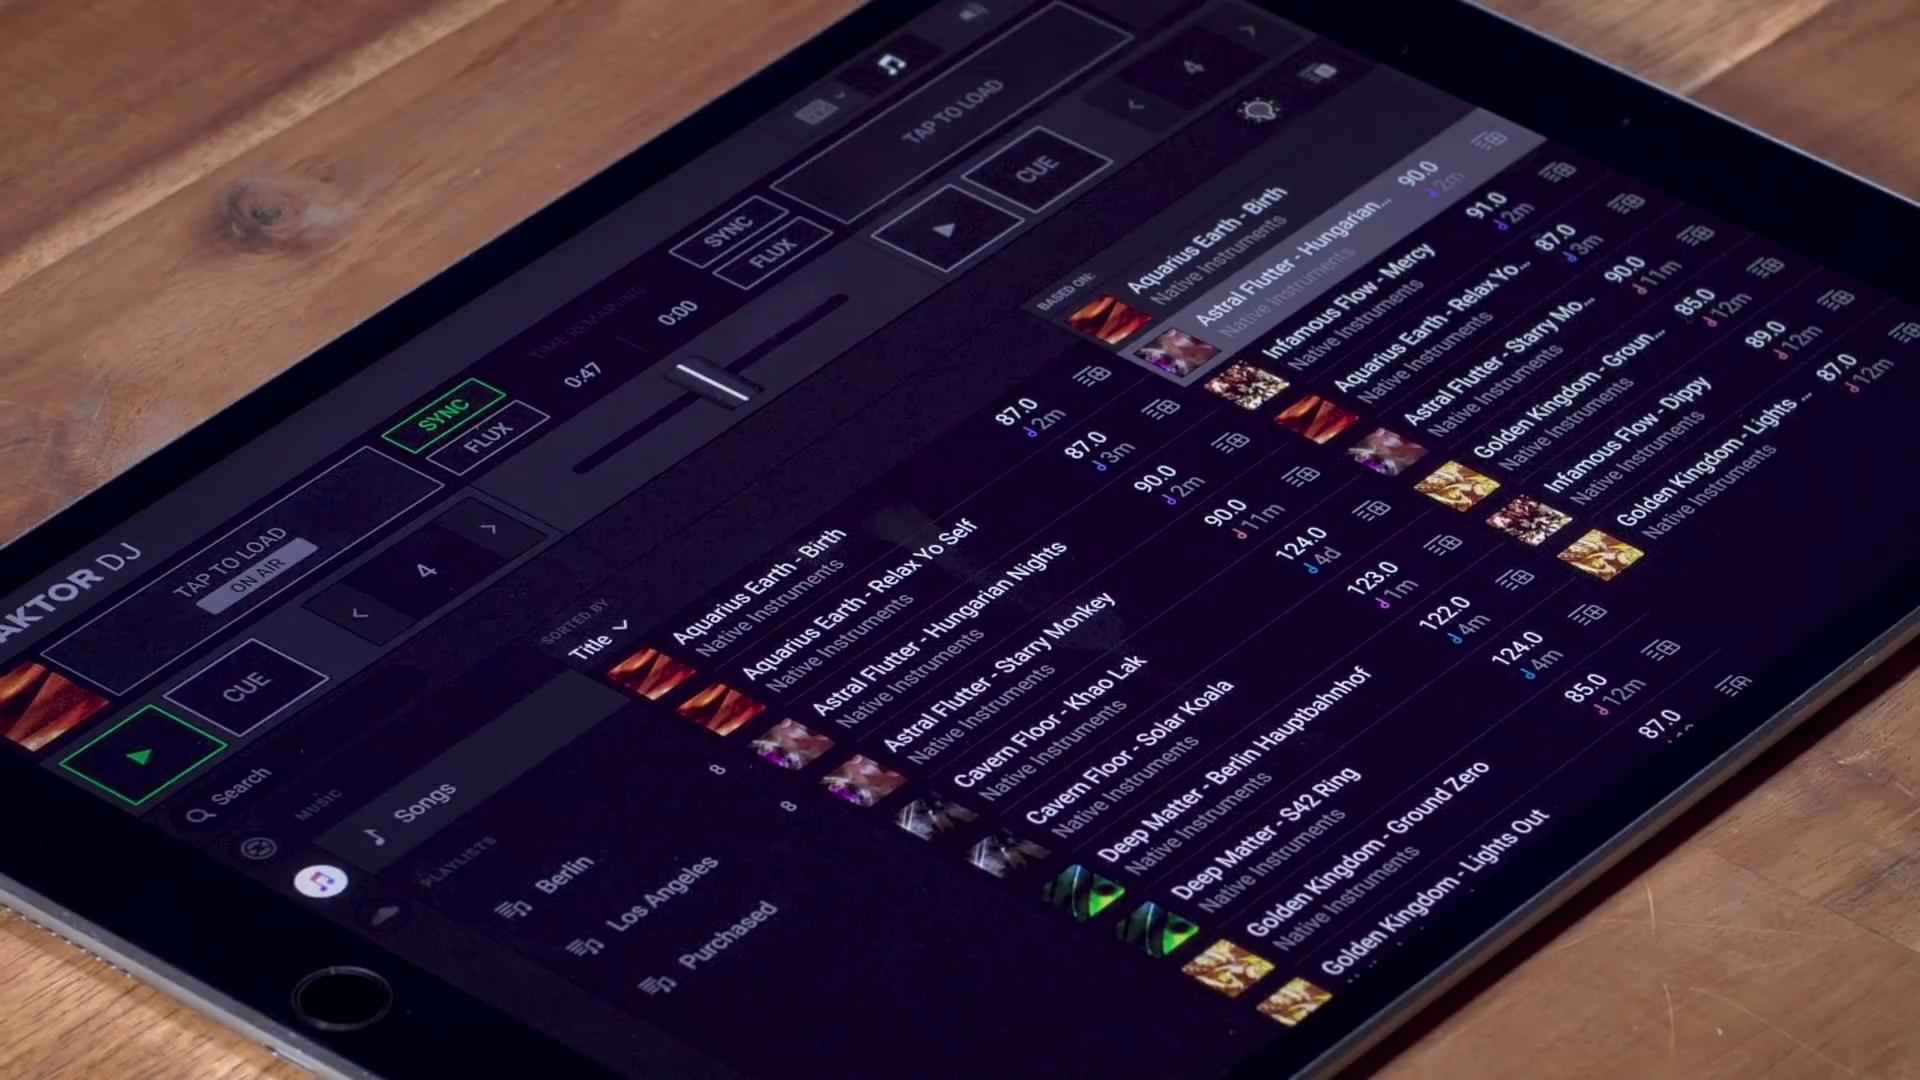 AKTOR DJ
TAP TO LOAD
ON AIR
SYNC
FLUX
CUE
4
0:47
TIME REMAINING
0:00
SYNC
FLUX
TAP TO LOAD
CUE
4
Search
MUSIC
Songs
PLAYLISTS
Berlin
8
Los Angeles
8
Purchased
SORTED BY
Title
Aquarius Earth - Birth
Native Instruments
87.0
2m
Aquarius Earth - Relax Yo Self
Native Instruments
87.0
3m
Astral Flutter - Hungarian Nights
Native Instruments
90.0
2m
Astral Flutter - Starry Monkey
Native Instruments
90.0
11m
Cavern Floor - Khao Lak
Native Instruments
124.0
4d
Cavern Floor - Solar Koala
Native Instruments
123.0
1m
Deep Matter - Berlin Hauptbahnhof
Native Instruments
122.0
4m
Deep Matter - S42 Ring
Native Instruments
124.0
4m
Golden Kingdom - Ground Zero
Native Instruments
85.0
12m
Golden Kingdom - Lights Out
87.0
BASED ON:
Aquarius Earth - Birth
Native Instruments
Astral Flutter - Hungarian...
Native Instruments
90.0
2m
Infamous Flow - Mercy
Native Instruments
91.0
2m
Aquarius Earth - Relax Yo...
Native Instruments
87.0
3m
Astral Flutter - Starry Mo...
Native Instruments
90.0
11m
Golden Kingdom - Groun...
Native Instruments
85.0
12m
Infamous Flow - Dippy
Native Instruments
89.0
12m
Golden Kingdom - Lights ...
Native Instruments
87.0
12m